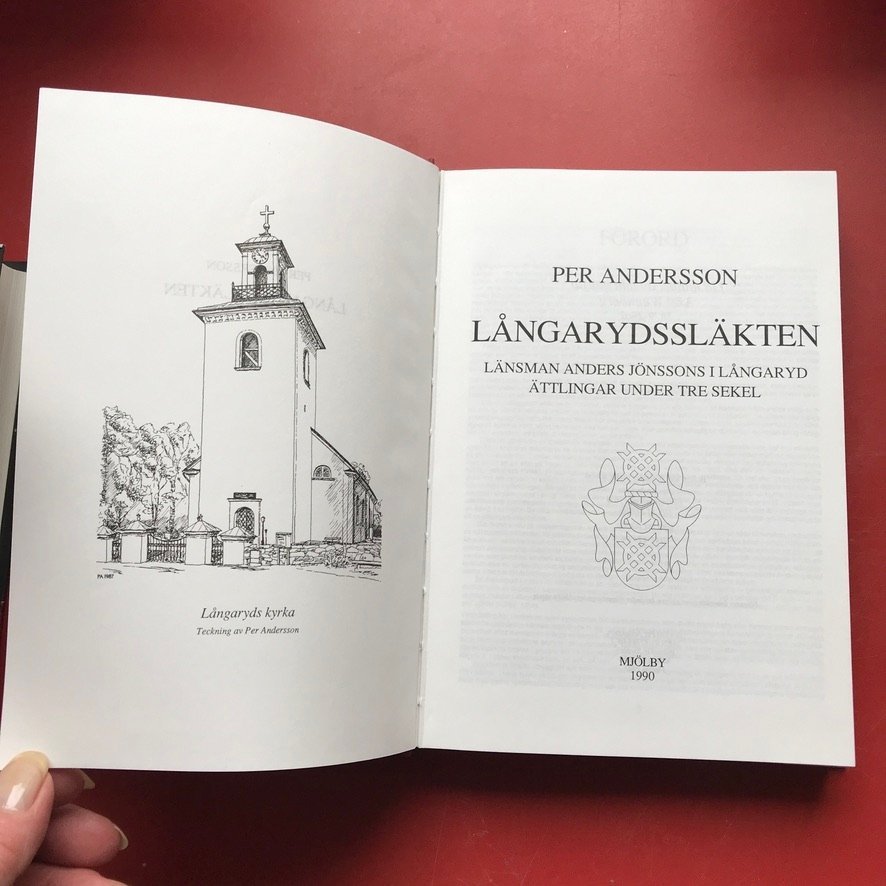 PA 1987
Långaryds kyrka
Teckning av Per Andersson
FÖRORD
PER ANDERSSON
LÅNGARYDSSLÄKTEN
LÄNSMAN ANDERS JÖNSSONS I LÅNGARYD
ÄTTLINGAR UNDER TRE SEKEL
MJÖLBY
1990